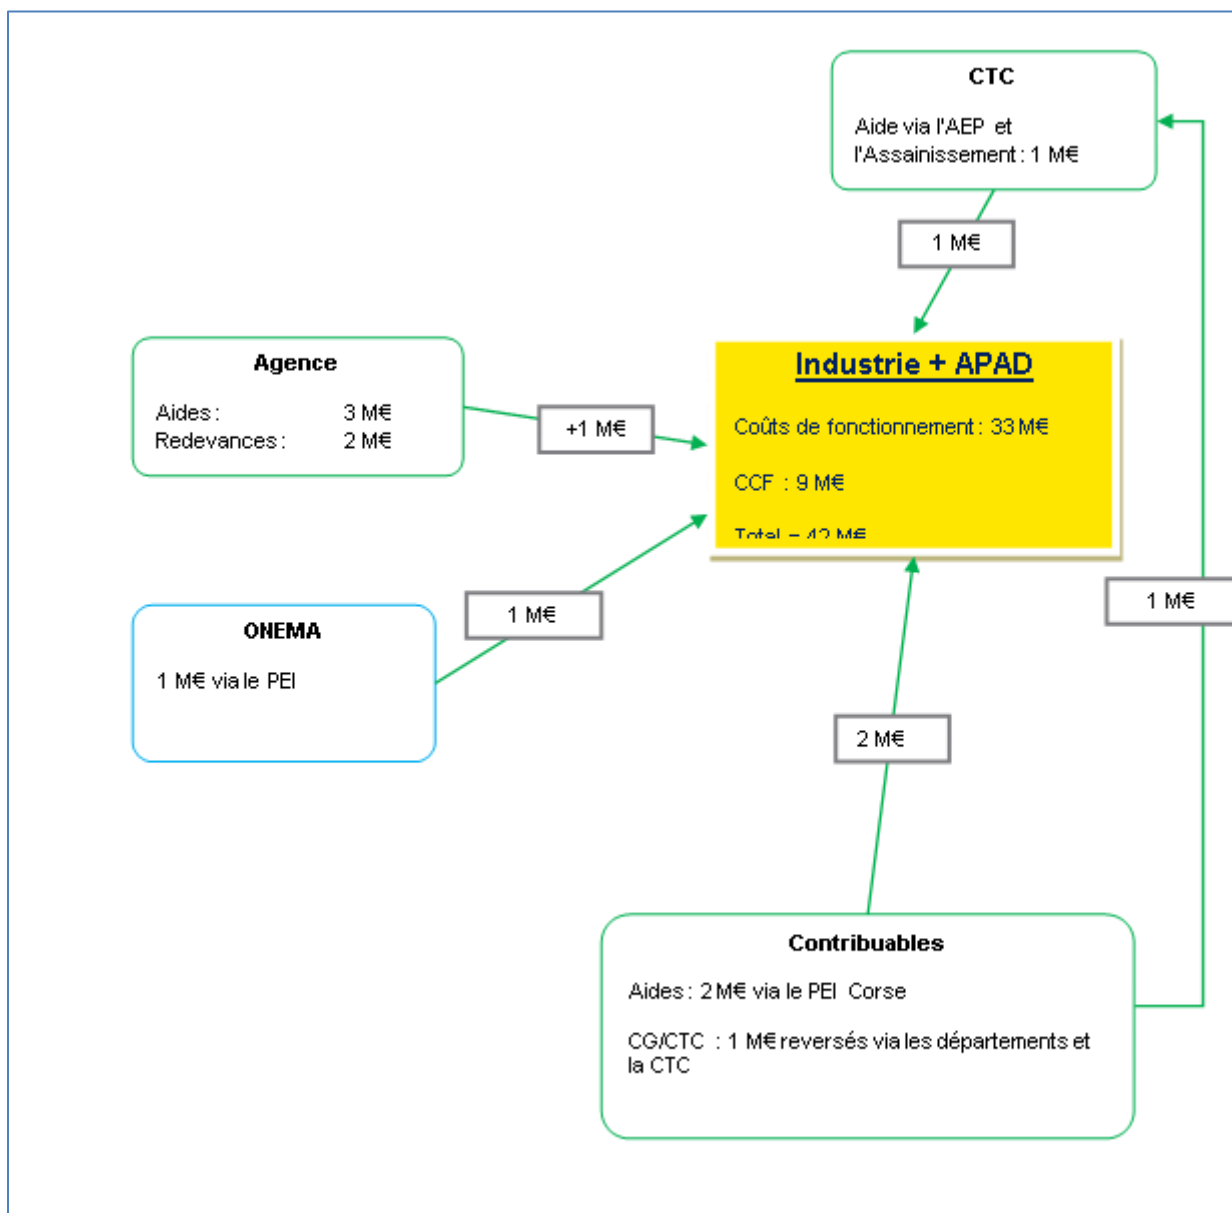 CTC
Aide via l'AEP et
l'Assainissement : 1 M€
1 M€
Agence
Aides : 3 M€
Redevances : 2 M€
+1 M€
Industrie + APAD
Coûts de fonctionnement : 33 M€
CCF : 9 M€
Total = 42 M€
ONEMA
1 M€ via le PEI
1 M€
1 M€
2 M€
Contribuables
Aides : 2 M€ via le PEI Corse
CG/CTC : 1 M€ reversés via les départements et
la CTC